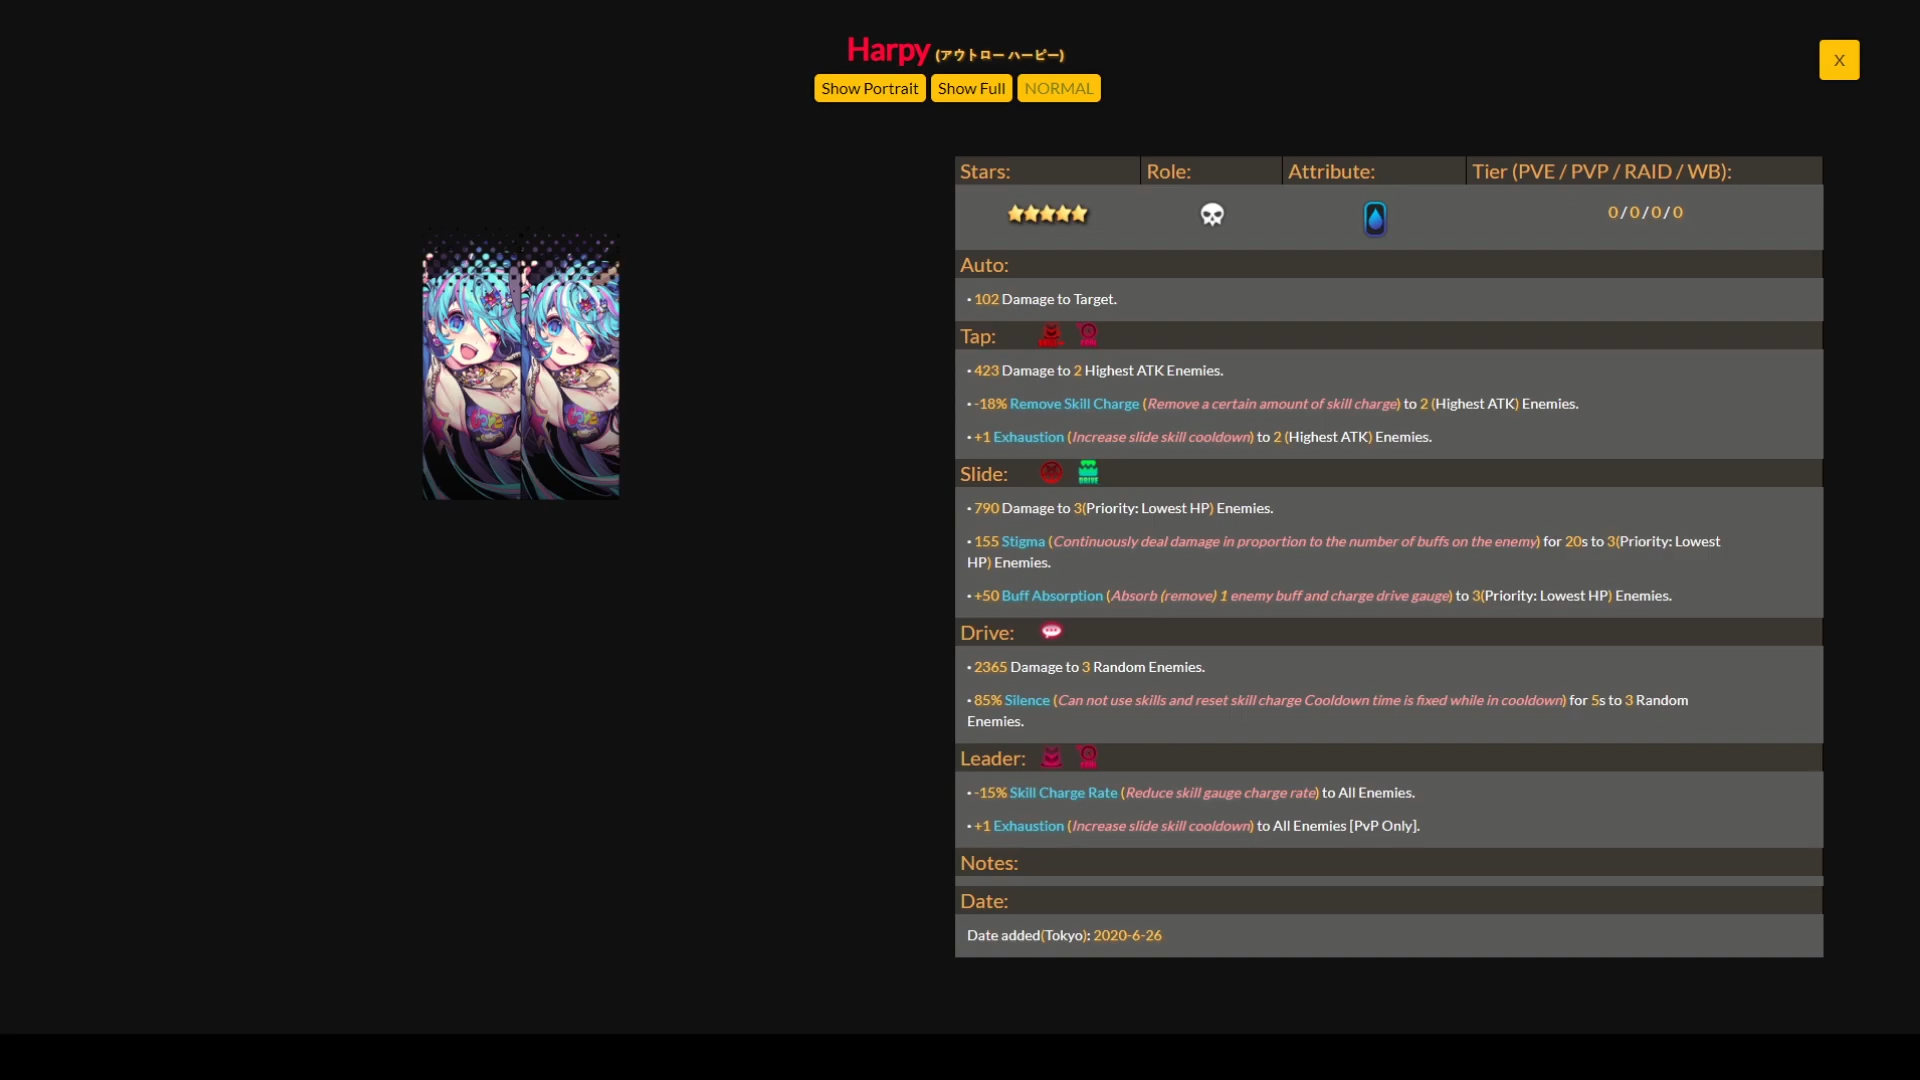 Harpy (アウトロー ハーピー)
Show Portrait Show Full NORMAL
X
Stars: Role: Attribute: Tier (PVE / PVP / RAID / WB):
0/0/0/0
Auto:
• 102 Damage to Target.
Tap:
• 423 Damage to 2 Highest ATK Enemies.
• -18% Remove Skill Charge (Remove a certain amount of skill charge) to 2 (Highest ATK) Enemies.
• +1 Exhaustion (Increase slide skill cooldown) to 2 (Highest ATK) Enemies.
Slide: DRIVE
• 790 Damage to 3(Priority: Lowest HP) Enemies.
• 155 Stigma (Continuously deal damage in proportion to the number of buffs on the enemy) for 20s to 3(Priority: Lowest
HP) Enemies.
• +50 Buff Absorption (Absorb (remove) 1 enemy buff and charge drive gauge) to 3(Priority: Lowest HP) Enemies.
Drive:
• 2365 Damage to 3 Random Enemies.
• 85% Silence (Can not use skills and reset skill charge Cooldown time is fixed while in cooldown) for 5s to 3 Random
Enemies.
Leader:
• -15% Skill Charge Rate (Reduce skill gauge charge rate) to All Enemies.
• +1 Exhaustion (Increase slide skill cooldown) to All Enemies [PvP Only].
Notes:
Date:
Date added(Tokyo): 2020-6-26